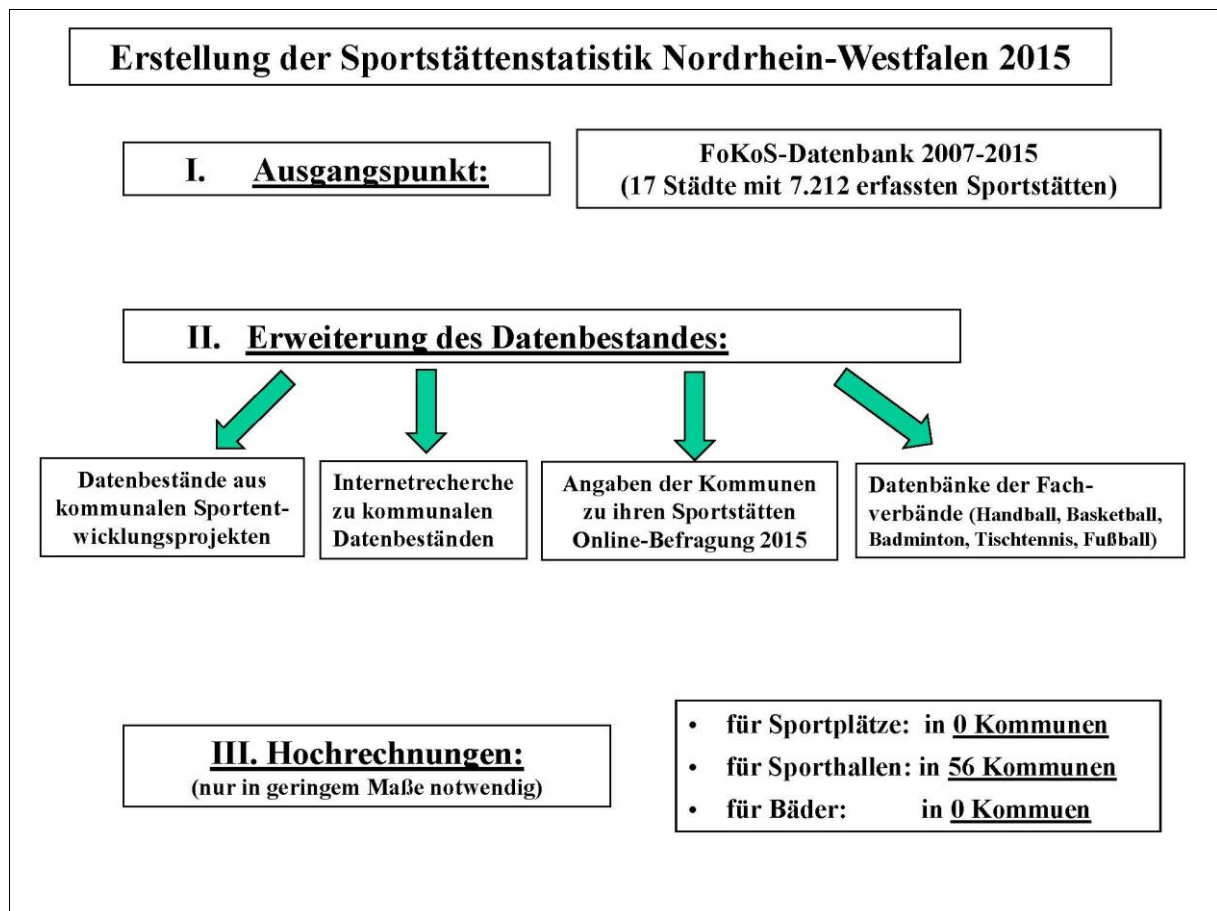 Erstellung der Sportstättenstatistik Nordrhein-Westfalen 2015
I. Ausgangspunkt:
FoKoS-Datenbank 2007-2015
(17 Städte mit 7.212 erfassten Sportstätten)
II. Erweiterung des Datenbestandes:
Datenbestände aus
kommunalen Sportent-
wicklungsprojekten
Internetrecherche
zu kommunalen
Datenbeständen
Angaben der Kommunen
zu ihren Sportstätten
Online-Befragung 2015
Datenbänke der Fach-
verbände (Handball, Basketball,
Badminton, Tischtennis, Fußball)
III. Hochrechnungen:
(nur in geringem Maße notwendig)
• für Sportplätze: in 0 Kommunen
• für Sporthallen: in 56 Kommunen
• für Bäder: in 0 Kommuen